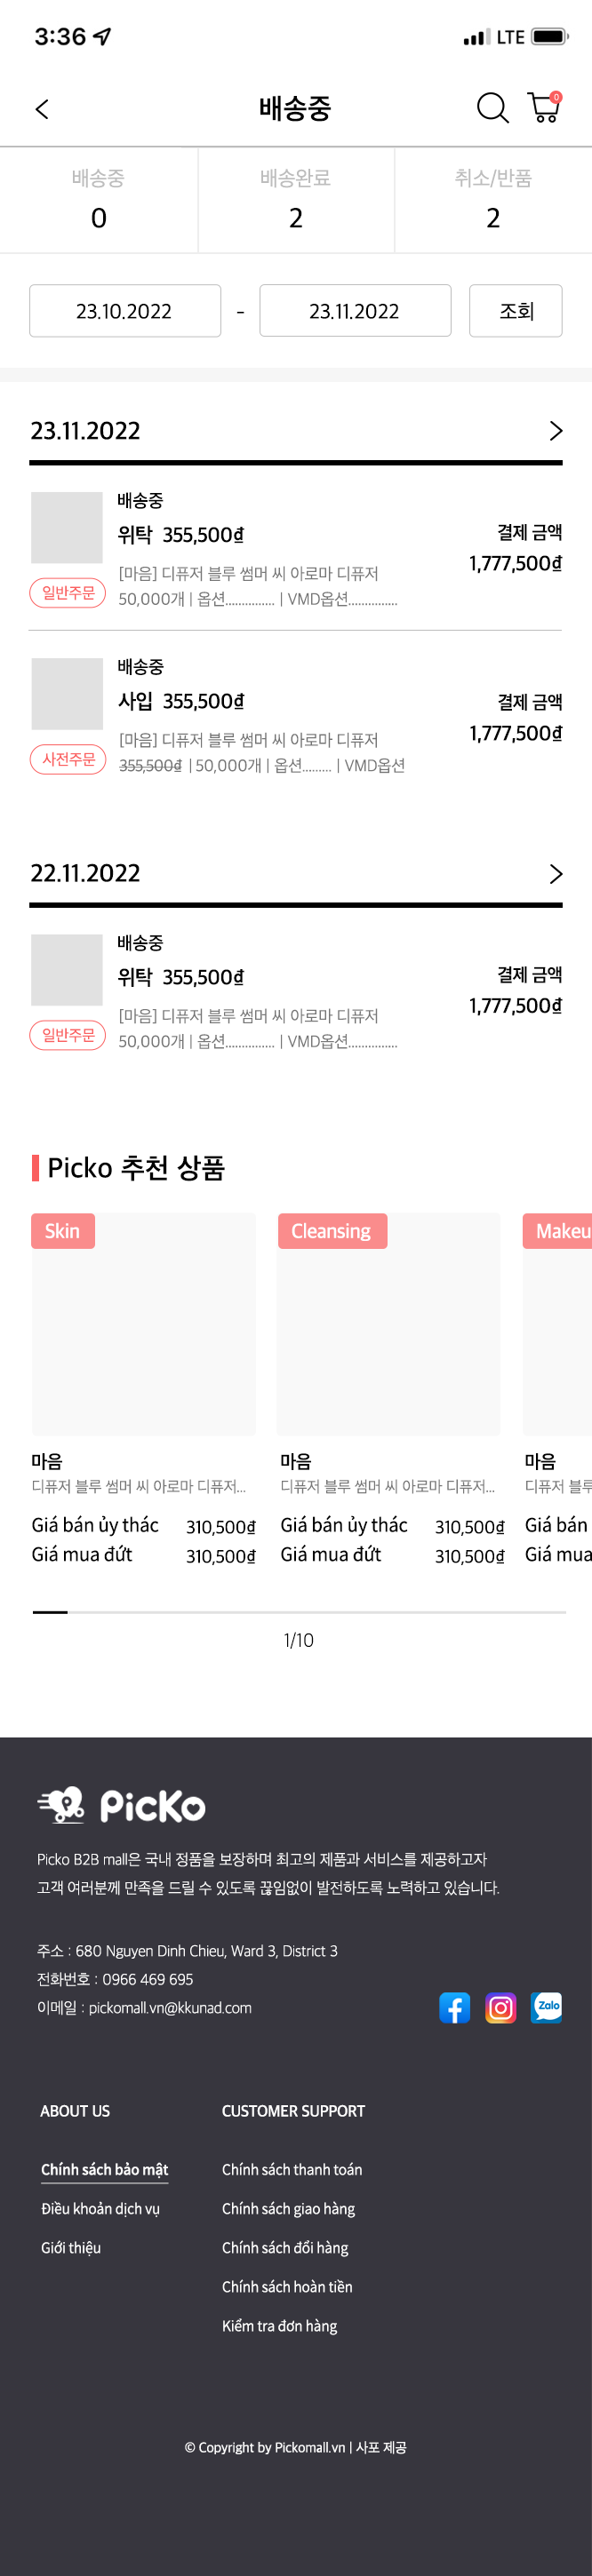 3:36 LTE
배송중 0
배송중 배송완료 취소/반품
0 2 2
23.10.2022 - 23.11.2022 조회
23.11.2022
배송중
위탁 355,500₫
[마음] 디퓨저 블루 썸머 씨 아로마 디퓨저
50,000개 | 옵션............... | VMD옵션...............
일반주문
결제 금액
1,777,500₫
배송중
사입 355,500₫
[마음] 디퓨저 블루 썸머 씨 아로마 디퓨저
355,500₫ | 50,000개 | 옵션......... | VMD옵션
사전주문
결제 금액
1,777,500₫
22.11.2022
배송중
위탁 355,500₫
[마음] 디퓨저 블루 썸머 씨 아로마 디퓨저
50,000개 | 옵션............... | VMD옵션...............
일반주문
결제 금액
1,777,500₫
Picko 추천 상품
Skin Cleansing Makeu
마음 마음 마음
디퓨저 블루 썸머 씨 아로마 디퓨저... 디퓨저 블루 썸머 씨 아로마 디퓨저... 디퓨저 블루
Giá bán ủy thác 310,500₫ Giá bán ủy thác 310,500₫ Giá bán
Giá mua đứt 310,500₫ Giá mua đứt 310,500₫ Giá mua
1/10
PicKo
Picko B2B mall은 국내 정품을 보장하며 최고의 제품과 서비스를 제공하고자
고객 여러분께 만족을 드릴 수 있도록 끊임없이 발전하도록 노력하고 있습니다.
주소 : 680 Nguyen Dinh Chieu, Ward 3, District 3
전화번호 : 0966 469 695
이메일 : pickomall.vn@kkunad.com
Zalo
ABOUT US CUSTOMER SUPPORT
Chính sách bảo mật Chính sách thanh toán
Điều khoản dịch vụ Chính sách giao hàng
Giới thiệu Chính sách đổi hàng
Chính sách hoàn tiền
Kiểm tra đơn hàng
© Copyright by Pickomall.vn | 사포 제공